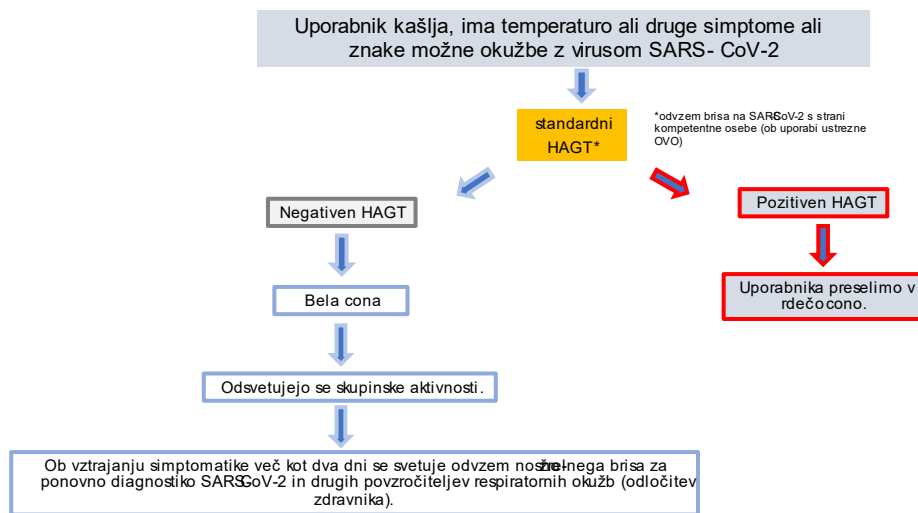 Uporabnik kašlja, ima temperaturo ali druge simptome ali
znake možne okužbe z virusom SARS- CoV-2
standardni
HAGT*
*odvzem brisa na SARS-CoV-2 s strani
kompetentne osebe (ob uporabi ustrezne
OVO)
Negativen HAGT
Pozitiven HAGT
Bela cona
Uporabnika preselimo v
rdečo cono.
Odsvetujejo se skupinske aktivnosti.
Ob vztrajanju simptomatike več kot dva dni se svetuje odvzem nosno-žrelnega brisa za
ponovno diagnostiko SARS-CoV-2 in drugih povzročiteljev respiratornih okužb (odločitev
zdravnika).